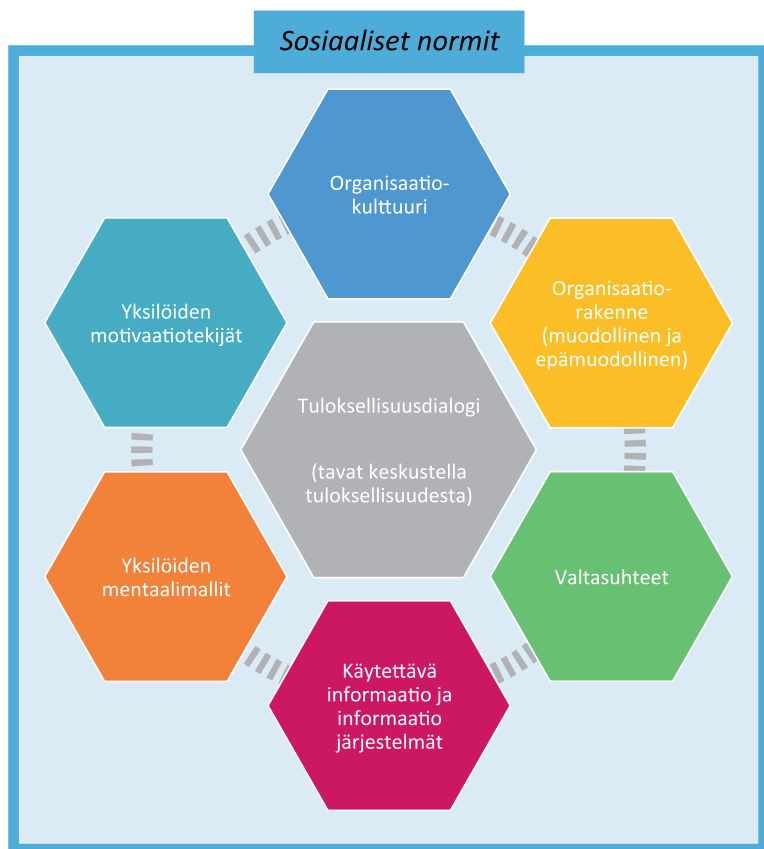 Sosiaaliset normit
Organisaatio-
kulttuuri
Organisaatio-
rakenne
(muodollinen ja
epämuodollinen)
Yksilöiden
motivaatiotekijät
Tuloksellisuusdialogi
(tavat keskustella
tuloksellisuudesta)
Yksilöiden
mentaalimallit
Valtasuhteet
Käytettävä
informaatio ja
informaatio
järjestelmät